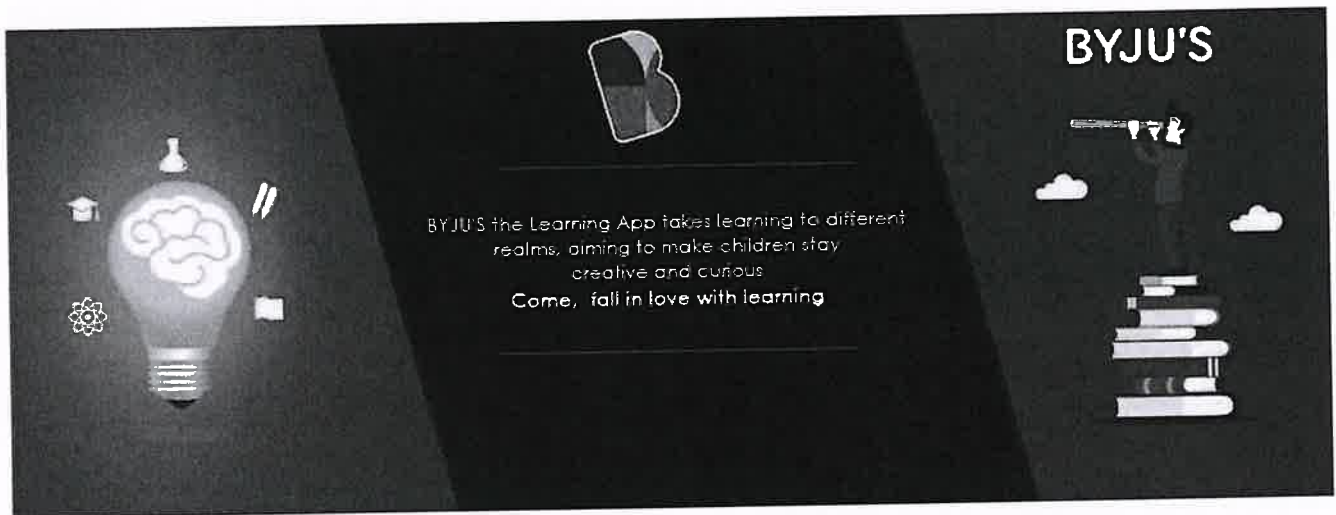 B
BYJU'S
BYJU'S the Learning App takes learning to different
realms, aiming to make children stay
creative and curious
Come, fall in love with learning